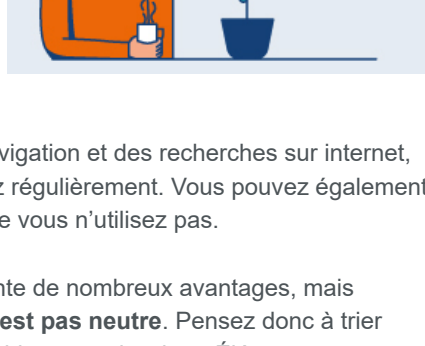 vigation et des recherches sur internet,
z régulièrement. Vous pouvez également
e vous n'utilisez pas.
nte de nombreux avantages, mais
est pas neutre. Pensez donc à trier